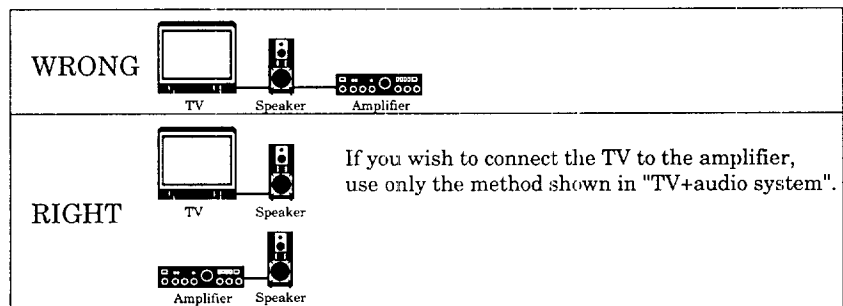 WRONG
TV Speaker Amplifier
If you wish to connect the TV to the amplifier,
use only the method shown in "TV+audio system".
RIGHT
TV Speaker
Amplifier Speaker